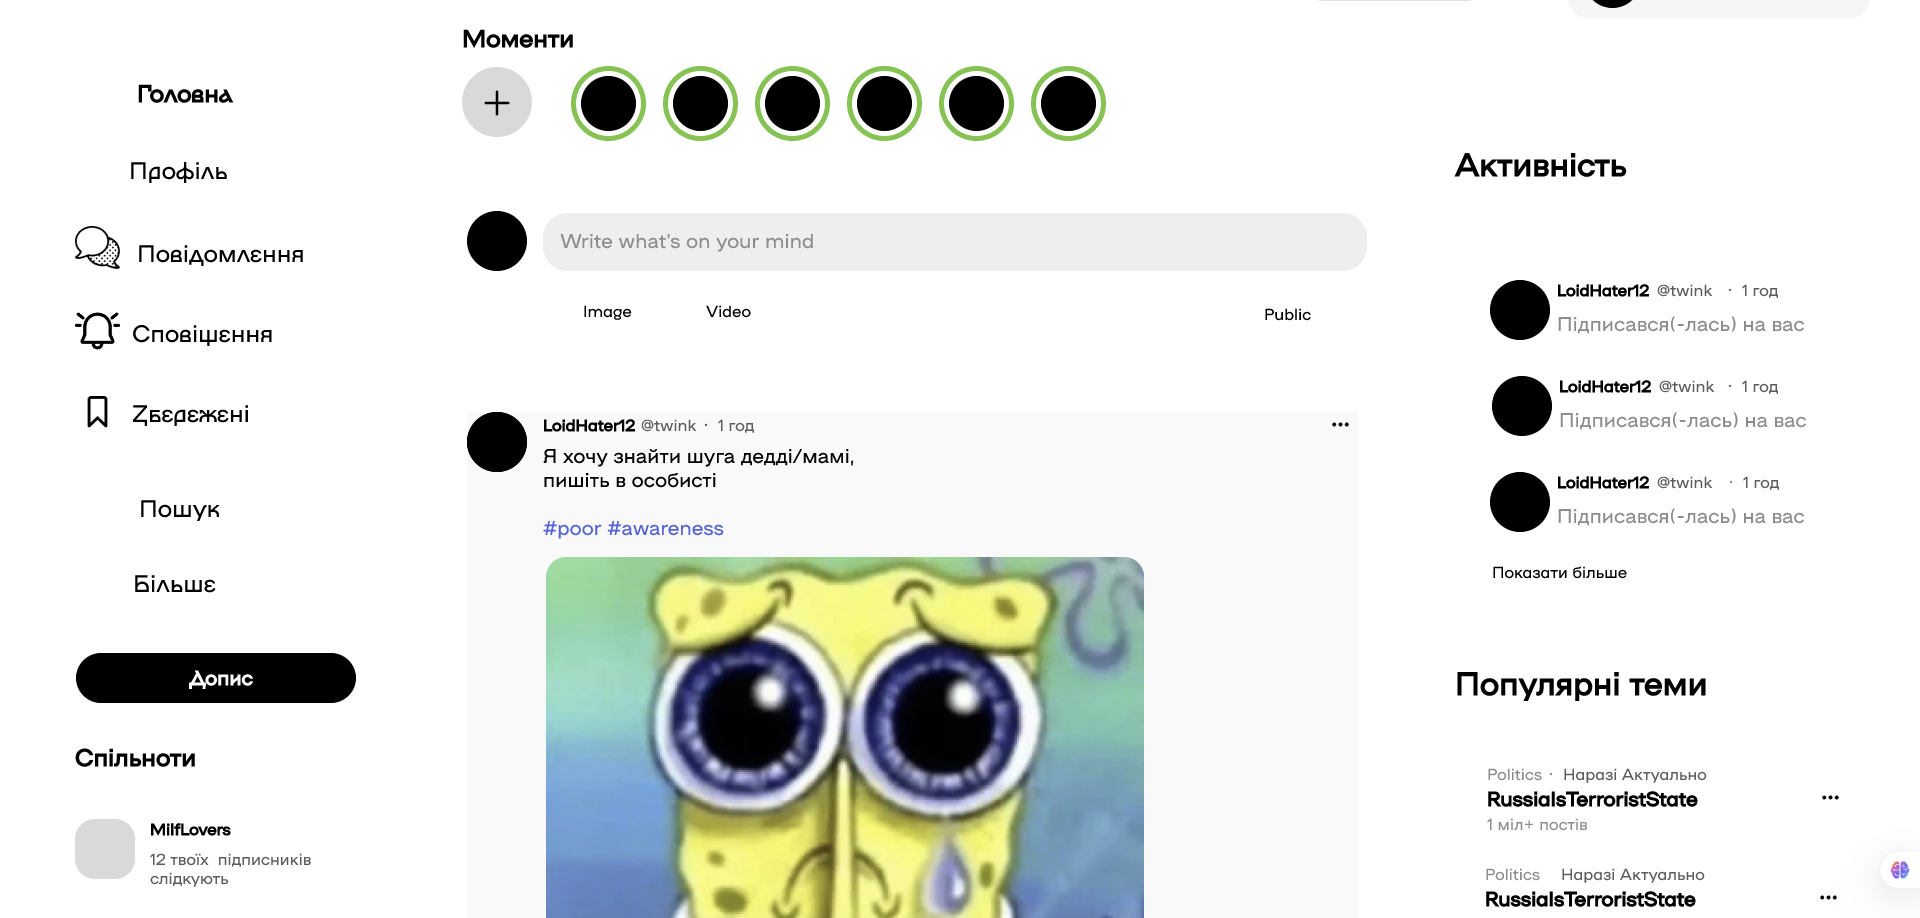 Головна
Профіль
Повідомлення
Сповіщення
Збережені
Пошук
Більше
Допис
Спільноти
MilfLovers
12 твоїх підписників
слідкують
Моменти
Write what's on your mind
Image
Video
Public
LoidHater12 @twink · 1 год
Я хочу знайти шуга дедді/мамі,
пишіть в особисті
#poor #awareness
Активність
LoidHater12 @twink · 1 год
Підписався(-лась) на вас
LoidHater12 @twink · 1 год
Підписався(-лась) на вас
LoidHater12 @twink · 1 год
Підписався(-лась) на вас
Показати більше
Популярні теми
Politics · Наразі Актуально
RussiaIsTerroristState
1 міл+ постів
Politics Наразі Актуально
RussiaIsTerroristState